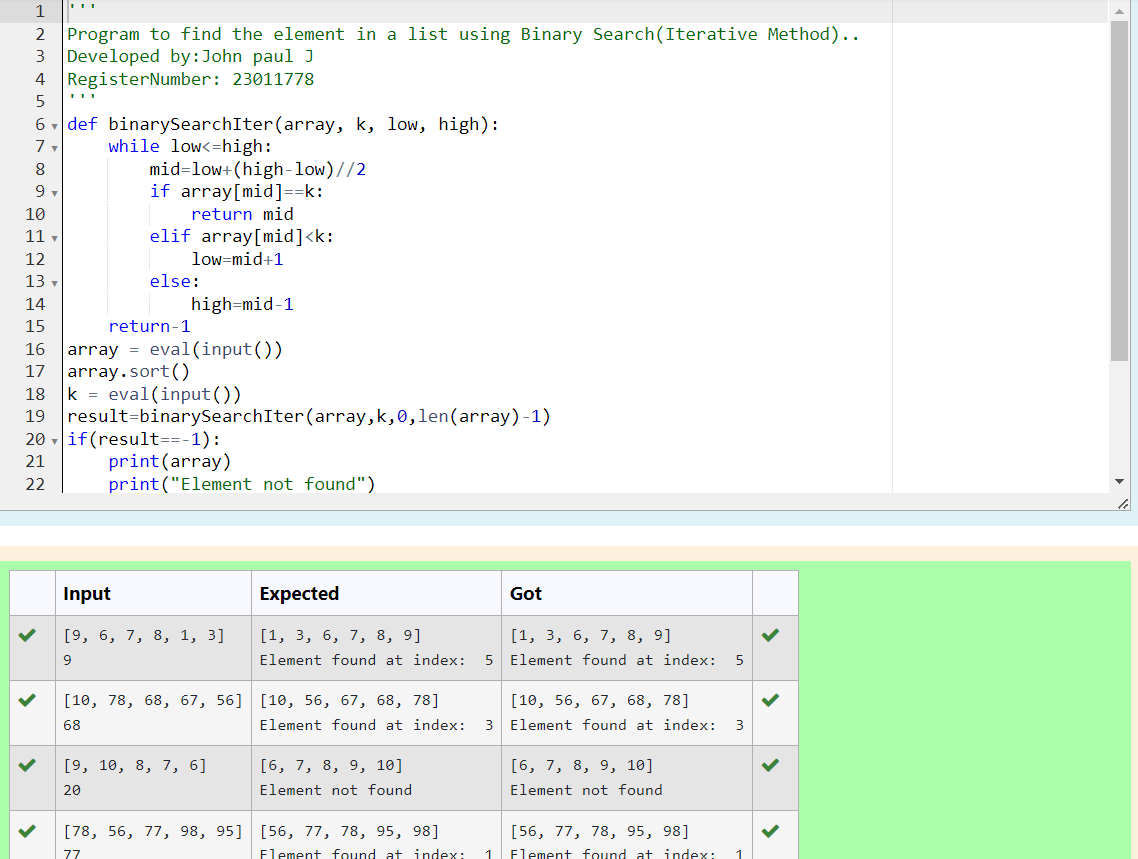 1 '''
2 Program to find the element in a list using Binary Search(Iterative Method)..
3 Developed by:John paul J
4 RegisterNumber: 23011778
5 '''
6 def binarySearchIter(array, k, low, high):
7     while low<=high:
8         mid=low+(high-low)//2
9         if array[mid]==k:
10             return mid
11         elif array[mid]<k:
12             low=mid+1
13         else:
14             high=mid-1
15     return-1
16 array = eval(input())
17 array.sort()
18 k = eval(input())
19 result=binarySearchIter(array,k,0,len(array)-1)
20 if(result==-1):
21     print(array)
22     print("Element not found")
Input Expected Got
[9, 6, 7, 8, 1, 3] [1, 3, 6, 7, 8, 9] [1, 3, 6, 7, 8, 9]
9 Element found at index:  5 Element found at index:  5
[10, 78, 68, 67, 56] [10, 56, 67, 68, 78] [10, 56, 67, 68, 78]
68 Element found at index:  3 Element found at index:  3
[9, 10, 8, 7, 6] [6, 7, 8, 9, 10] [6, 7, 8, 9, 10]
20 Element not found Element not found
[78, 56, 77, 98, 95] [56, 77, 78, 95, 98] [56, 77, 78, 95, 98]
77 Element found at index:  1 Element found at index:  1